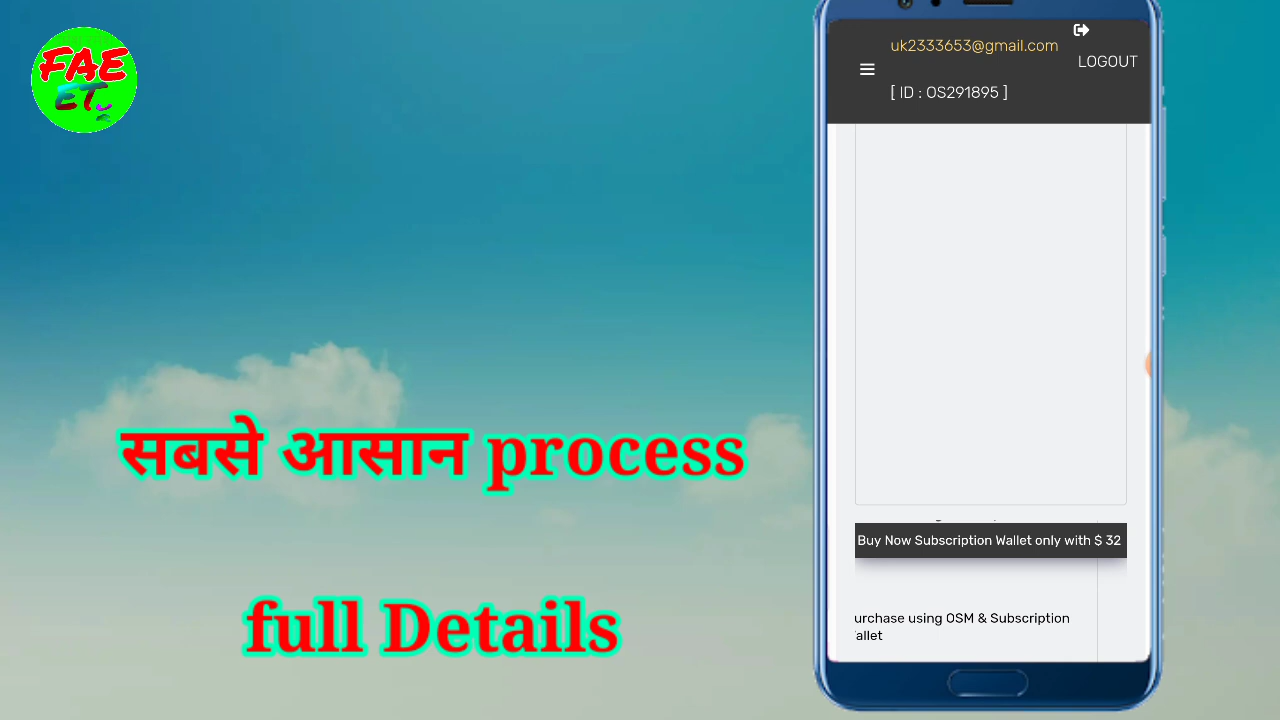 FAE
ET
uk2333653@gmail.com
LOGOUT
[ ID : OS291895 ]
सबसे आसान process
full Details
Buy Now Subscription Wallet only with $ 32
urchase using OSM & Subscription
allet